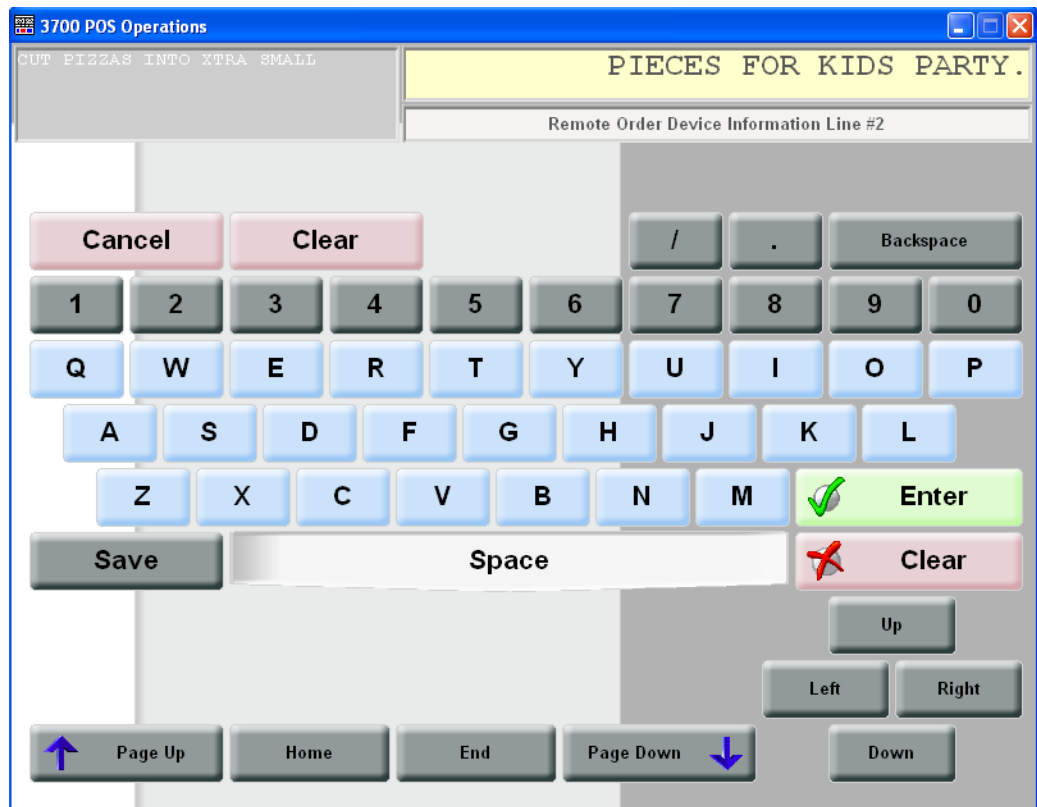 3700 POS Operations
CUT PIZZAS INTO XTRA SMALL
PIECES FOR KIDS PARTY.
Remote Order Device Information Line #2
Cancel Clear / . Backspace
1 2 3 4 5 6 7 8 9 0
Q W E R T Y U I O P
A S D F G H J K L
Z X C V B N M Enter
Save Space Clear
Up
Left Right
Page Up Home End Page Down Down